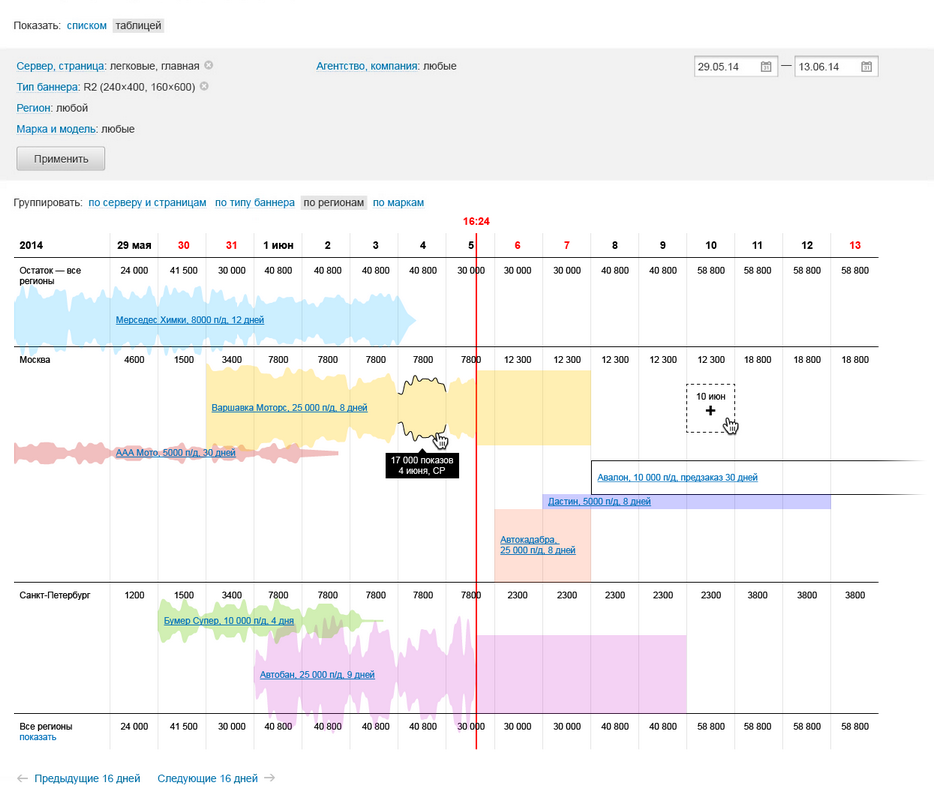 Показать: списком таблицей
Сервер, страница: легковые, главная Агентство, компания: любые 29.05.14 — 13.06.14
Тип баннера: R2 (240×400, 160×600)
Регион: любой
Марка и модель: любые
Применить
Группировать: по серверу и страницам по типу баннера по регионам по маркам
16:24
2014 29 мая 30 31 1 июн 2 3 4 5 6 7 8 9 10 11 12 13
Остаток — все регионы 24 000 41 500 30 000 40 800 40 800 40 800 40 800 30 000 30 000 30 000 40 800 40 800 58 800 58 800 58 800 58 800
Мерседес Химки, 8000 п/д, 12 дней
Москва 4600 1500 3400 7800 7800 7800 7800 7800 12 300 12 300 12 300 12 300 12 300 18 800 18 800 18 800
10 июн
+
Варшавка Моторс, 25 000 п/д, 8 дней
ААА Мото, 5000 п/д, 30 дней
17 000 показов
4 июня, СР
Авалон, 10 000 п/д, предзаказ 30 дней
Дастин, 5000 п/д, 8 дней
Автокадабра,
25 000 п/д, 8 дней
Санкт-Петербург 1200 1500 3400 7800 7800 7800 7800 7800 2300 2300 2300 2300 2300 3800 3800 3800
Бумер Супер, 10 000 п/д, 4 дня
Автобан, 25 000 п/д, 9 дней
Все регионы 24 000 41 500 30 000 40 800 40 800 40 800 40 800 30 000 30 000 30 000 40 800 40 800 58 800 58 800 58 800 58 800
показать
← Предыдущие 16 дней Следующие 16 дней →